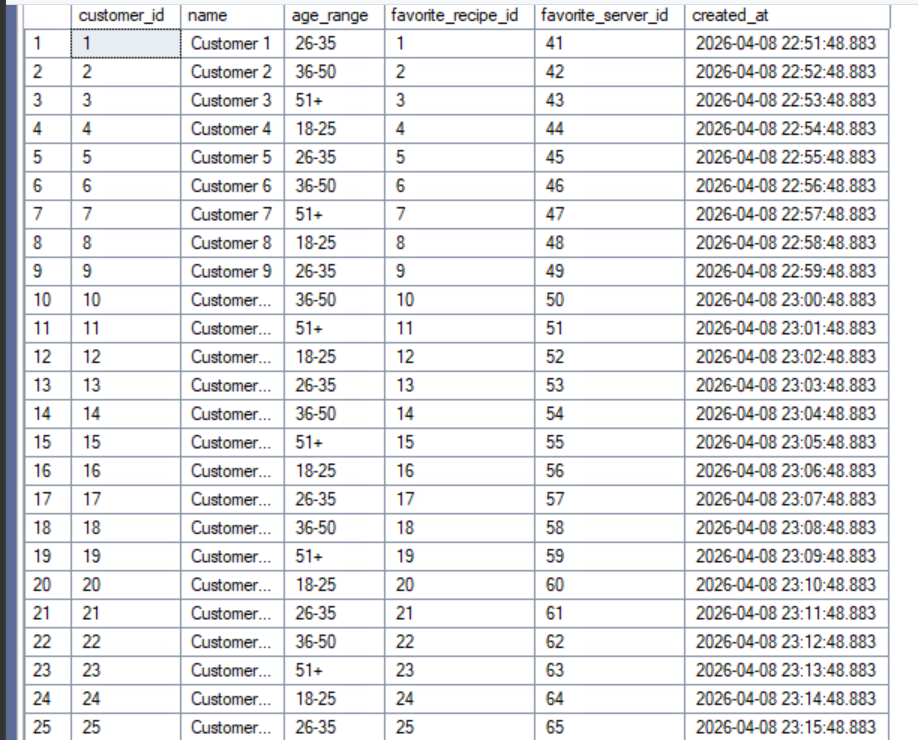 customer_id name age_range favorite_recipe_id favorite_server_id created_at
1 1 Customer 1 26-35 1 41 2026-04-08 22:51:48.883
2 2 Customer 2 36-50 2 42 2026-04-08 22:52:48.883
3 3 Customer 3 51+ 3 43 2026-04-08 22:53:48.883
4 4 Customer 4 18-25 4 44 2026-04-08 22:54:48.883
5 5 Customer 5 26-35 5 45 2026-04-08 22:55:48.883
6 6 Customer 6 36-50 6 46 2026-04-08 22:56:48.883
7 7 Customer 7 51+ 7 47 2026-04-08 22:57:48.883
8 8 Customer 8 18-25 8 48 2026-04-08 22:58:48.883
9 9 Customer 9 26-35 9 49 2026-04-08 22:59:48.883
10 10 Customer... 36-50 10 50 2026-04-08 23:00:48.883
11 11 Customer... 51+ 11 51 2026-04-08 23:01:48.883
12 12 Customer... 18-25 12 52 2026-04-08 23:02:48.883
13 13 Customer... 26-35 13 53 2026-04-08 23:03:48.883
14 14 Customer... 36-50 14 54 2026-04-08 23:04:48.883
15 15 Customer... 51+ 15 55 2026-04-08 23:05:48.883
16 16 Customer... 18-25 16 56 2026-04-08 23:06:48.883
17 17 Customer... 26-35 17 57 2026-04-08 23:07:48.883
18 18 Customer... 36-50 18 58 2026-04-08 23:08:48.883
19 19 Customer... 51+ 19 59 2026-04-08 23:09:48.883
20 20 Customer... 18-25 20 60 2026-04-08 23:10:48.883
21 21 Customer... 26-35 21 61 2026-04-08 23:11:48.883
22 22 Customer... 36-50 22 62 2026-04-08 23:12:48.883
23 23 Customer... 51+ 23 63 2026-04-08 23:13:48.883
24 24 Customer... 18-25 24 64 2026-04-08 23:14:48.883
25 25 Customer... 26-35 25 65 2026-04-08 23:15:48.883